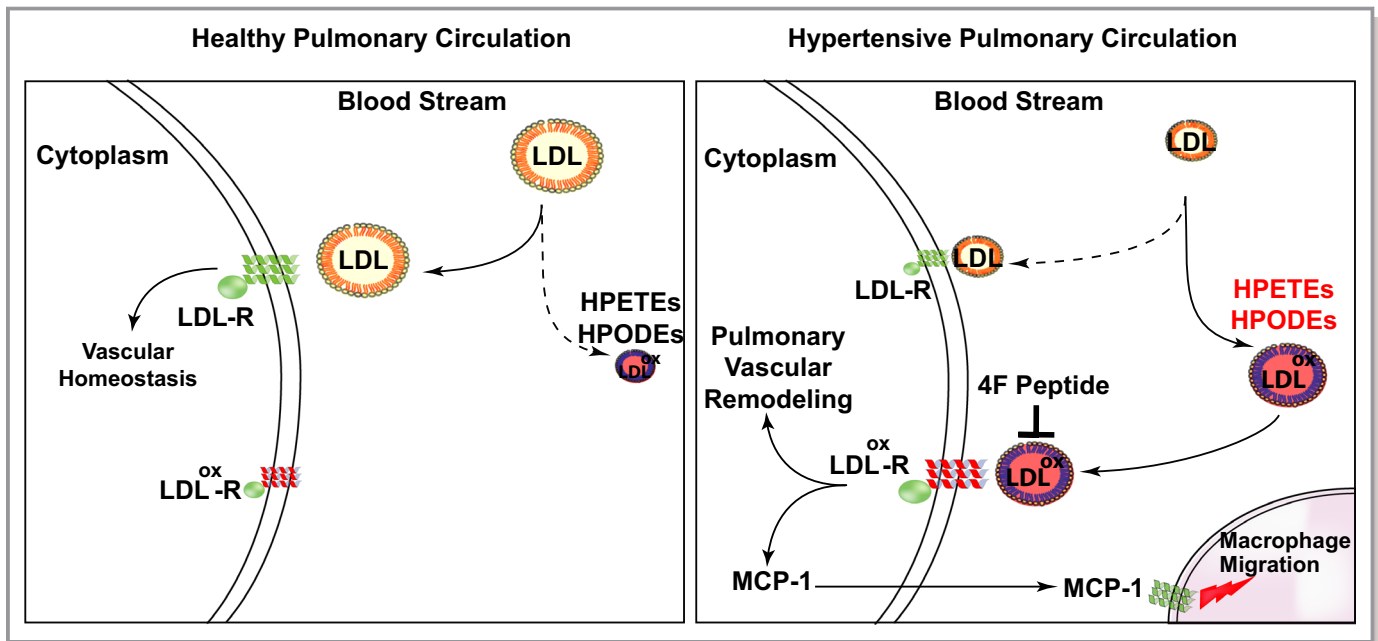 Healthy Pulmonary Circulation
Blood Stream
Cytoplasm
LDL
LDL
LDL-R
Vascular
Homeostasis
HPETEs
HPODEs
ox
LDL
ox
LDL-R
Hypertensive Pulmonary Circulation
Blood Stream
Cytoplasm
LDL
LDL
LDL-R
HPETEs
HPODEs
ox
LDL
Pulmonary
Vascular
Remodeling
4F Peptide
ox
LDL
ox
LDL-R
MCP-1
MCP-1
Macrophage
Migration